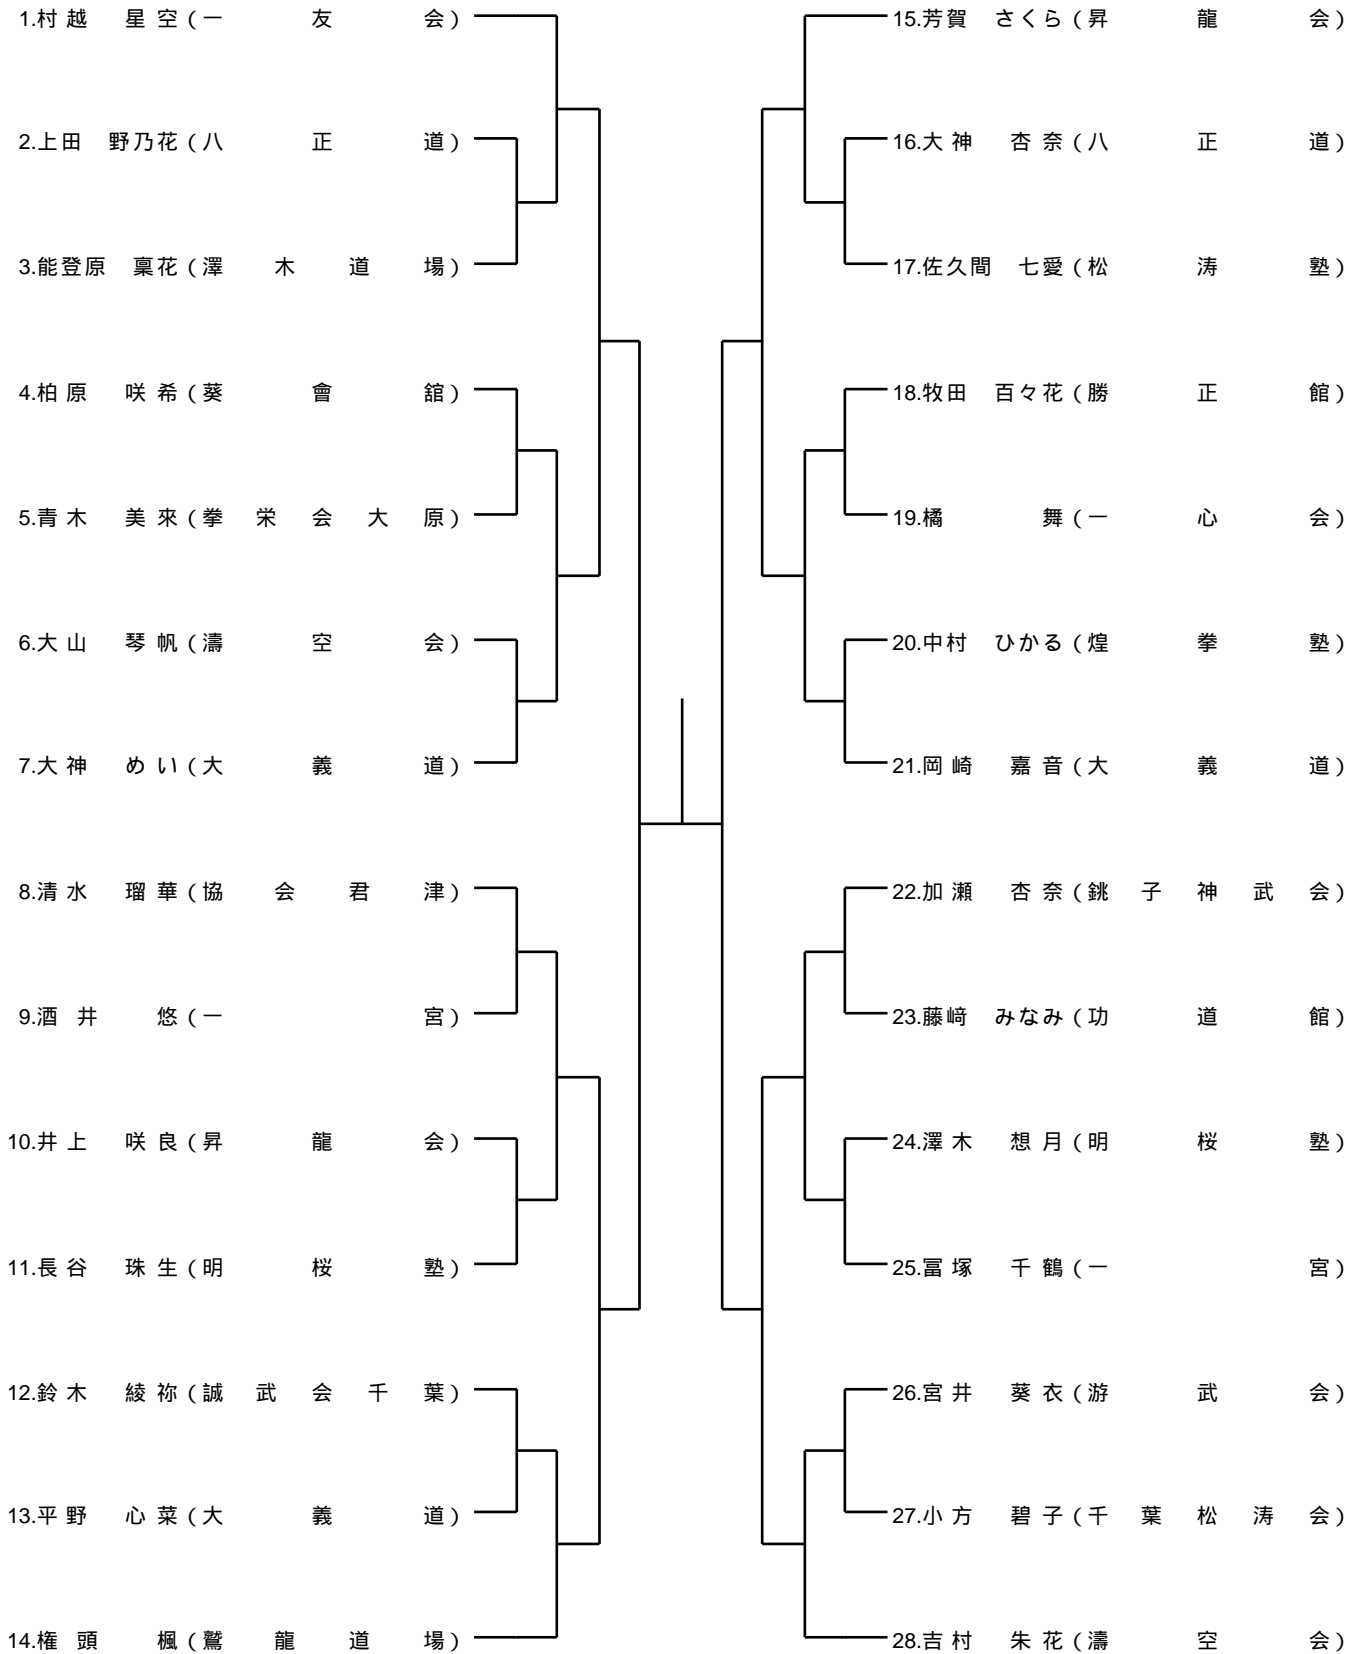 1.村越 星空(一友会)
2.上田 野乃花(八正道)
3.能登原 稟花(澤木道場)
4.柏原 咲希(葵會舘)
5.青木 美來(拳栄会大原)
6.大山 琴帆(濤空会)
7.大神 めい(大義道)
8.清水 瑠華(協会君津)
9.酒井 悠(一宮)
10.井上 咲良(昇龍会)
11.長谷 珠生(明桜塾)
12.鈴木 綾祢(誠武会千葉)
13.平野 心菜(大義道)
14.権頭 楓(鷲龍道場)
15.芳賀 さくら(昇龍会)
16.大神 杏奈(八正道)
17.佐久間 七愛(松涛塾)
18.牧田 百々花(勝正館)
19.橘 舞(一心会)
20.中村 ひかる(煌拳塾)
21.岡崎 嘉音(大義道)
22.加瀬 杏奈(銚子神武会)
23.藤﨑 みなみ(功道館)
24.澤木 想月(明桜塾)
25.冨塚 千鶴(一宮)
26.宮井 葵衣(游武会)
27.小方 碧子(千葉松涛会)
28.吉村 朱花(濤空会)